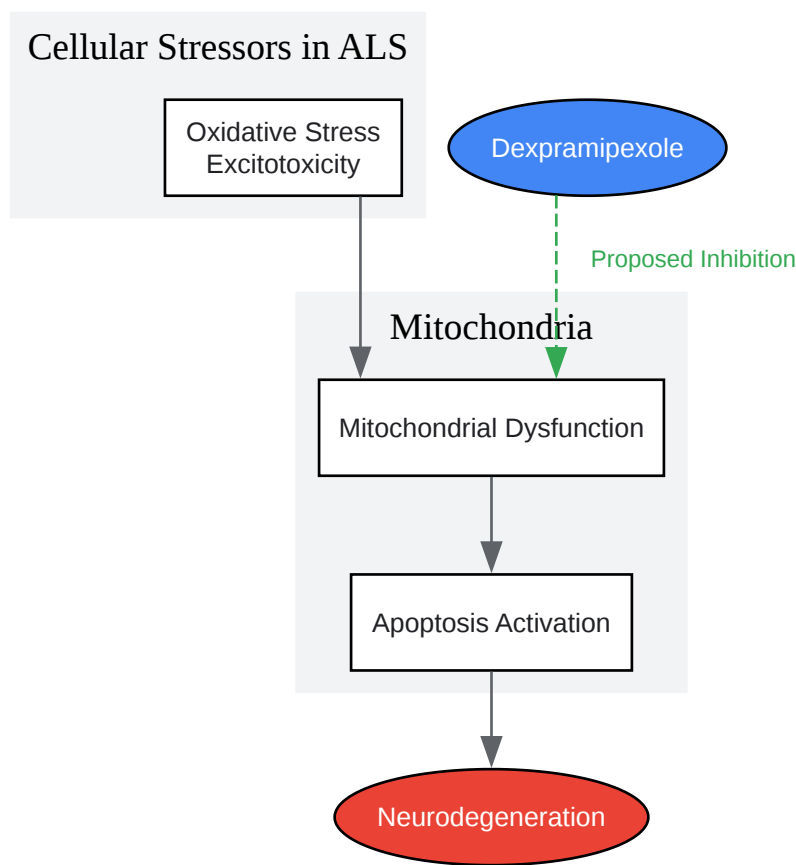 Cellular Stressors in ALS
Oxidative Stress
Excitotoxicity
Dexpramipexole
Proposed Inhibition
Mitochondria
Mitochondrial Dysfunction
Apoptosis Activation
Neurodegeneration